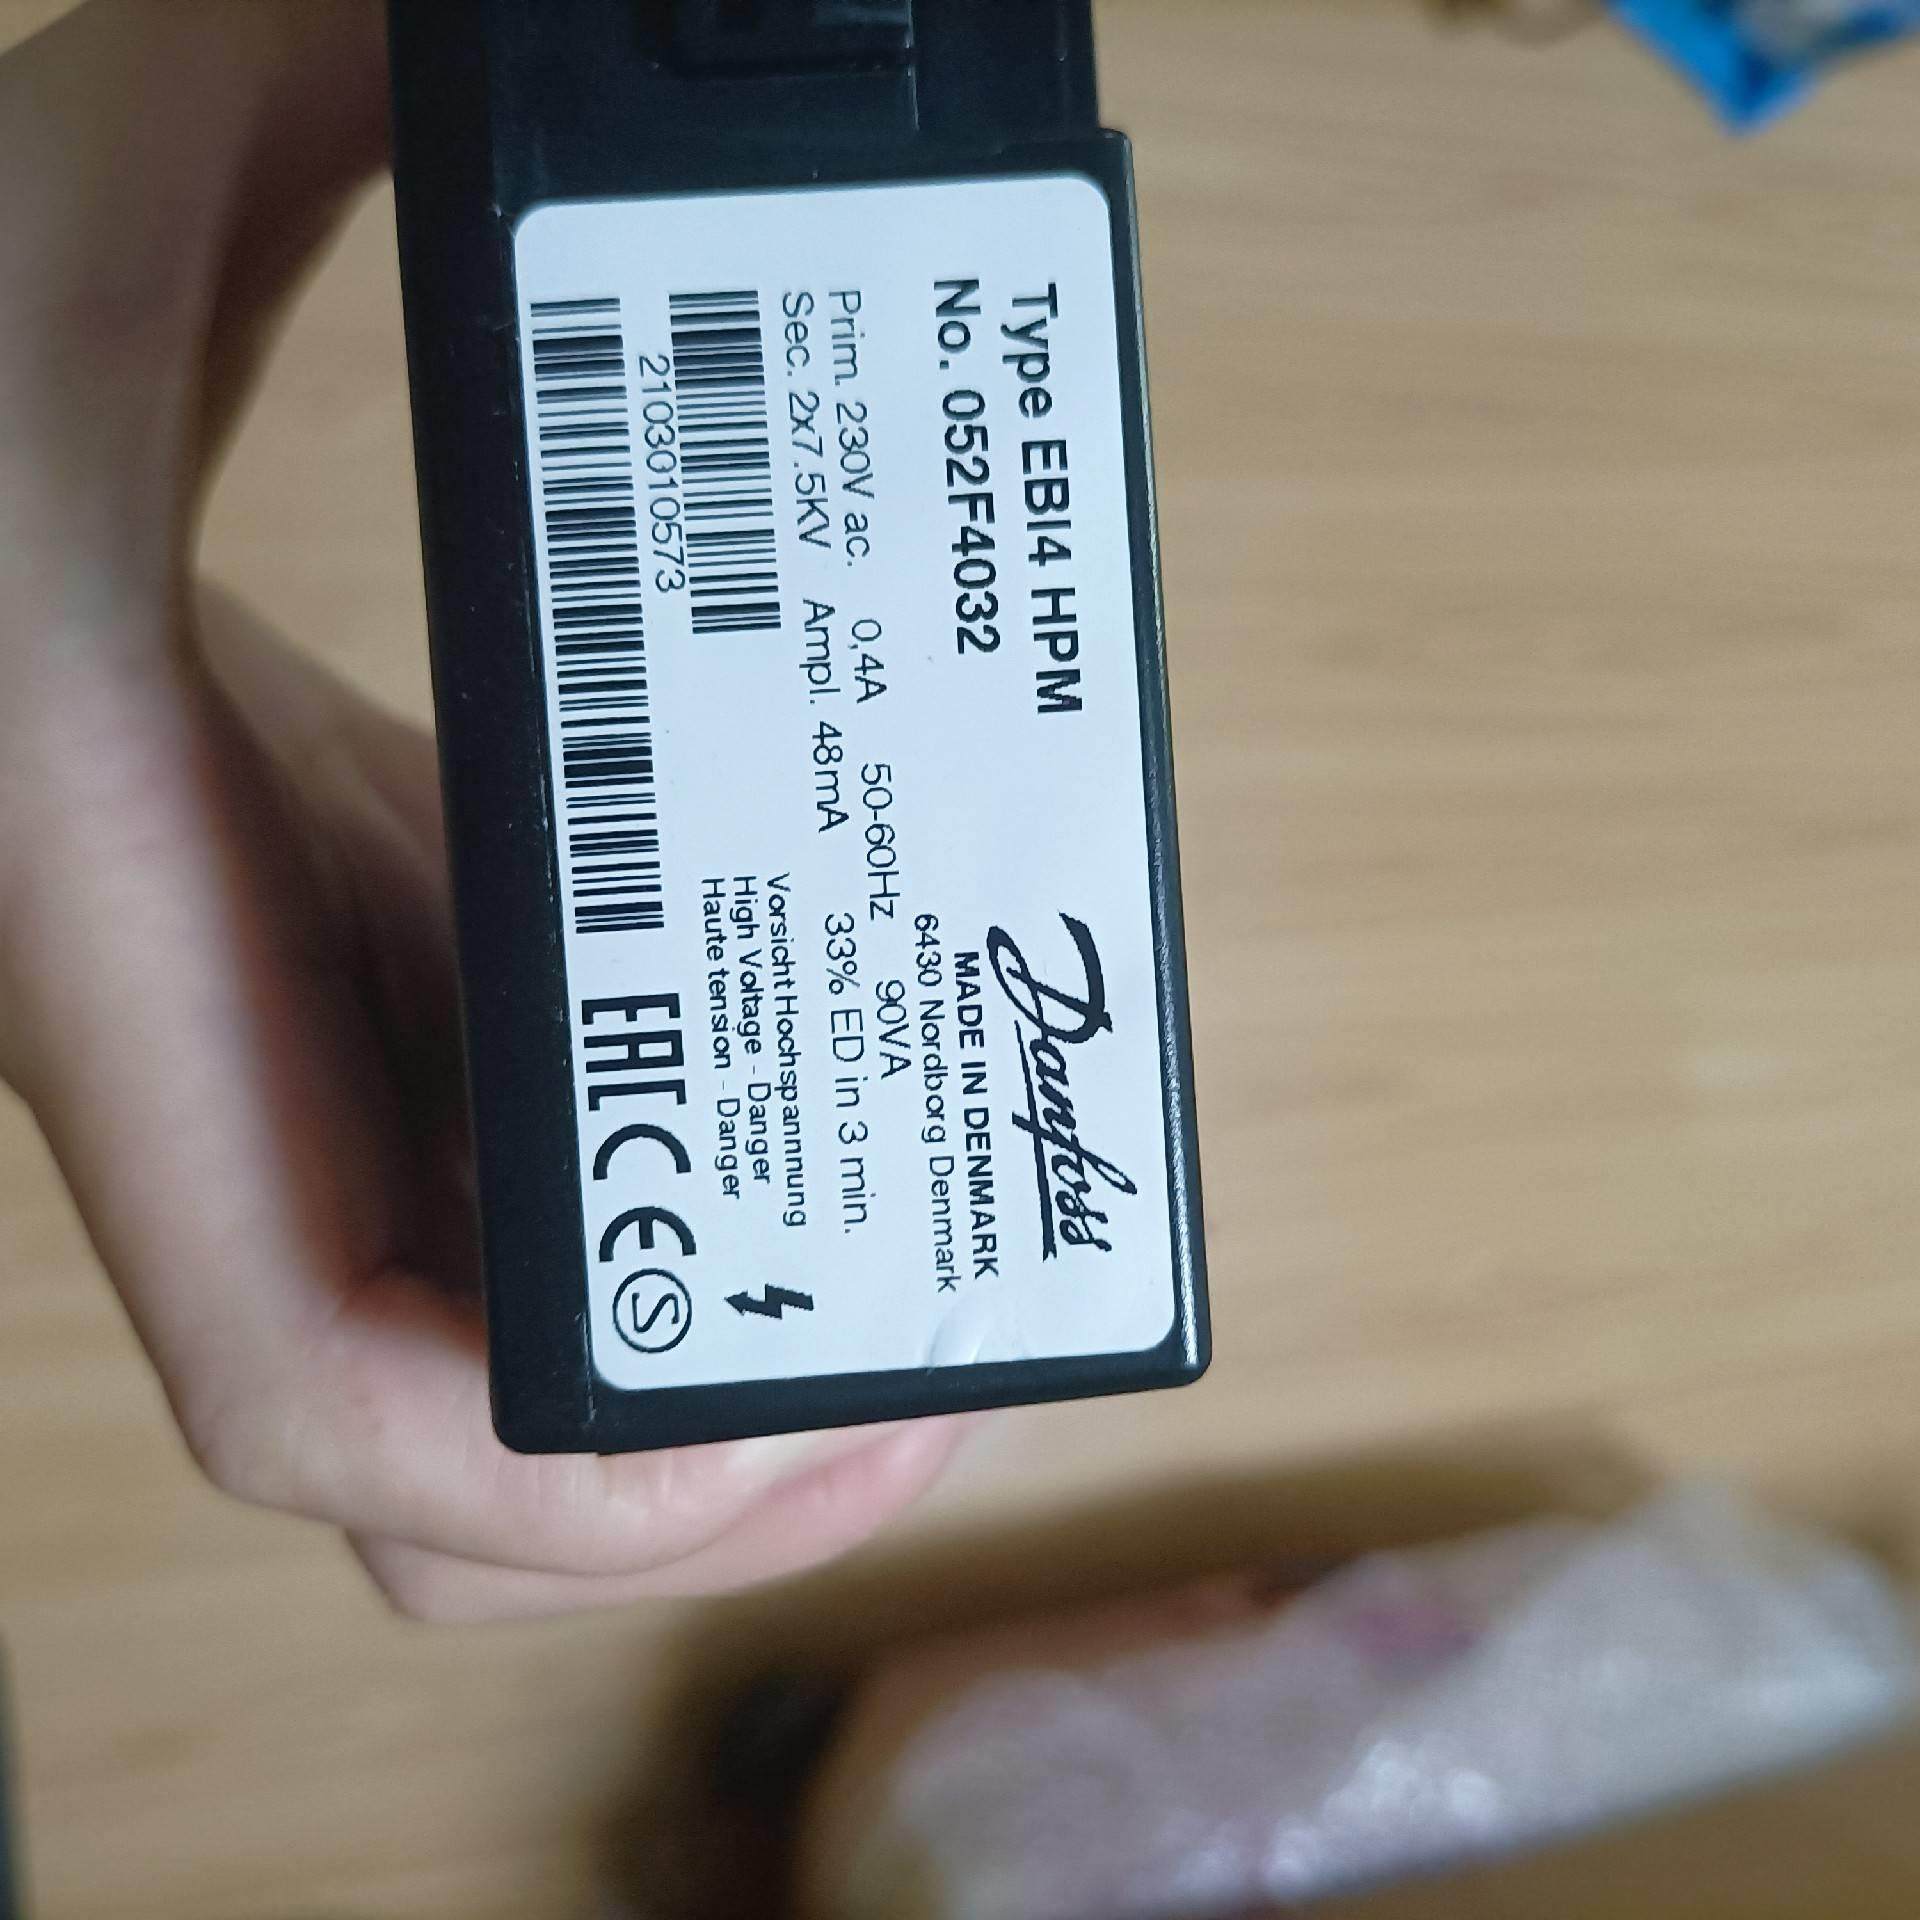 Type EBI4 HPM
No. 052F4032
Danfoss
MADE IN DENMARK
6430 Nordborg Denmark
Prim. 230V ac. 0,4A 50-60Hz 90VA
Sec. 2x7.5KV Ampl. 48mA 33% ED in 3 min.
Vorsicht Hochspannnung
High Voltage - Danger
Haute tension - Danger
2103010573
EAC CE S